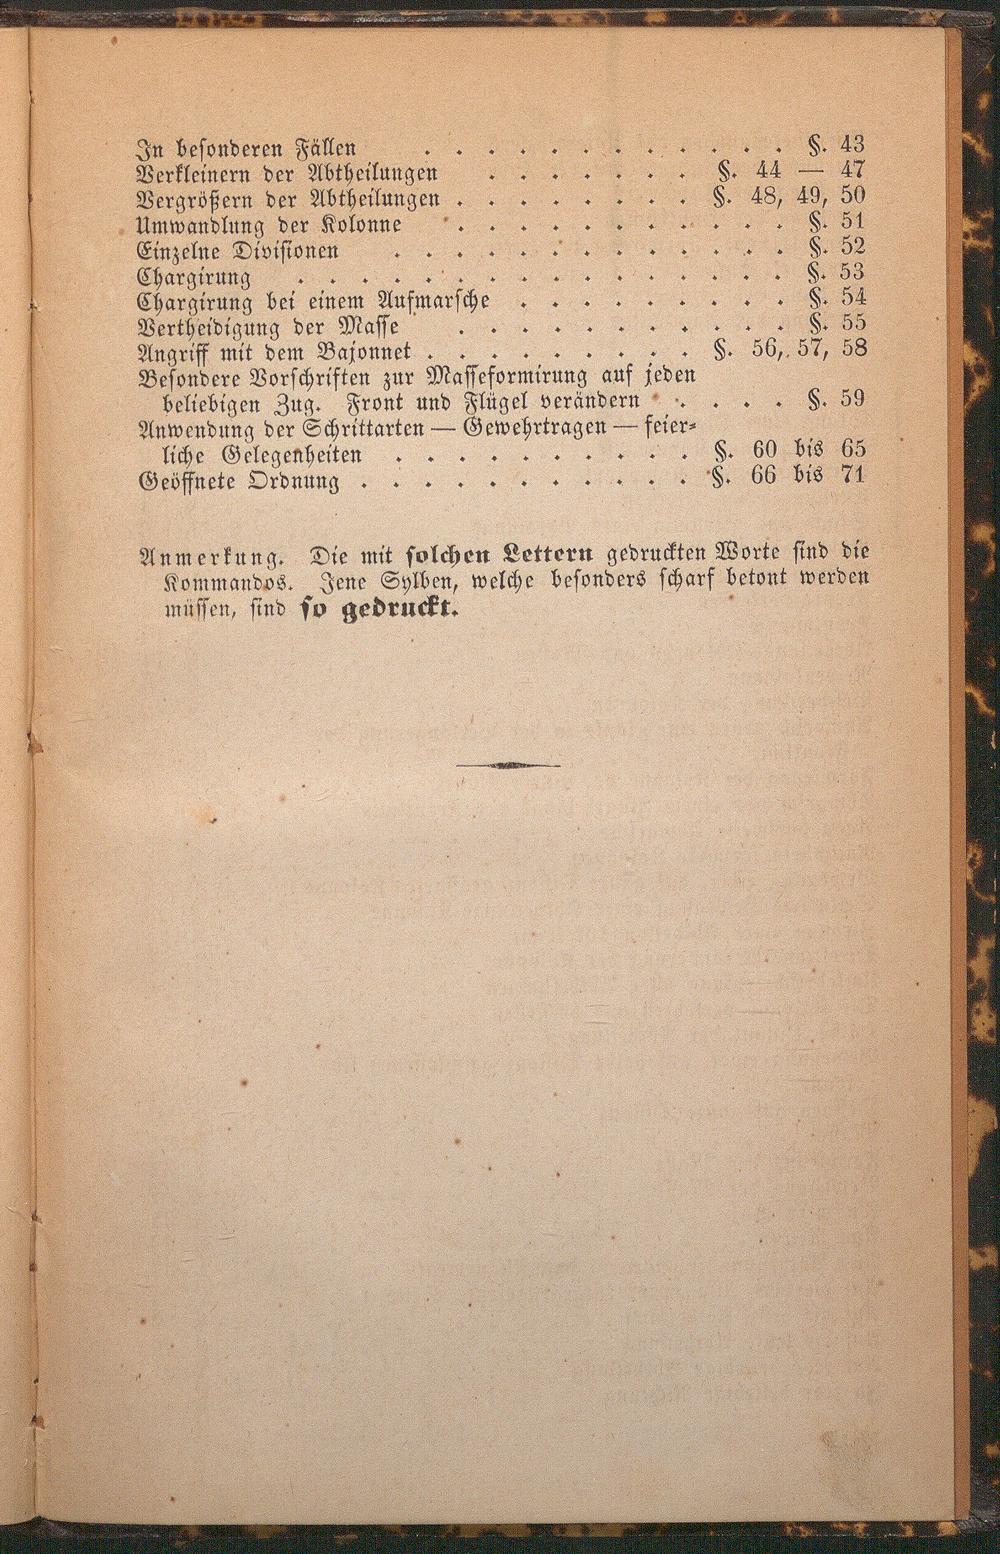 In besonderen Fällen . . . . . . . . . . . . §. 43
Verkleinern der Abtheilungen . . . . . . . §. 44 — 47
Vergrößern der Abtheilungen . . . . . . . . §. 48, 49, 50
Umwandlung der Kolonne . . . . . . . . . . . §. 51
Einzelne Divisionen . . . . . . . . . . . . . §. 52
Chargirung . . . . . . . . . . . . . . . . §. 53
Chargirung bei einem Aufmarsche . . . . . . . . . §. 54
Vertheidigung der Masse . . . . . . . . . . . §. 55
Angriff mit dem Bajonnet . . . . . . . . . §. 56, 57, 58
Besondere Vorschriften zur Masseformirung auf jeden
beliebigen Zug. Front und Flügel verändern . . . . §. 59
Anwendung der Schrittarten — Gewehrtragen — feier-
liche Gelegenheiten . . . . . . . . . . §. 60 bis 65
Geöffnete Ordnung . . . . . . . . . . . §. 66 bis 71
Anmerkung. Die mit solchen Lettern gedruckten Worte sind die
Kommandos. Jene Sylben, welche besonders scharf betont werden
müssen, sind so gedruckt.